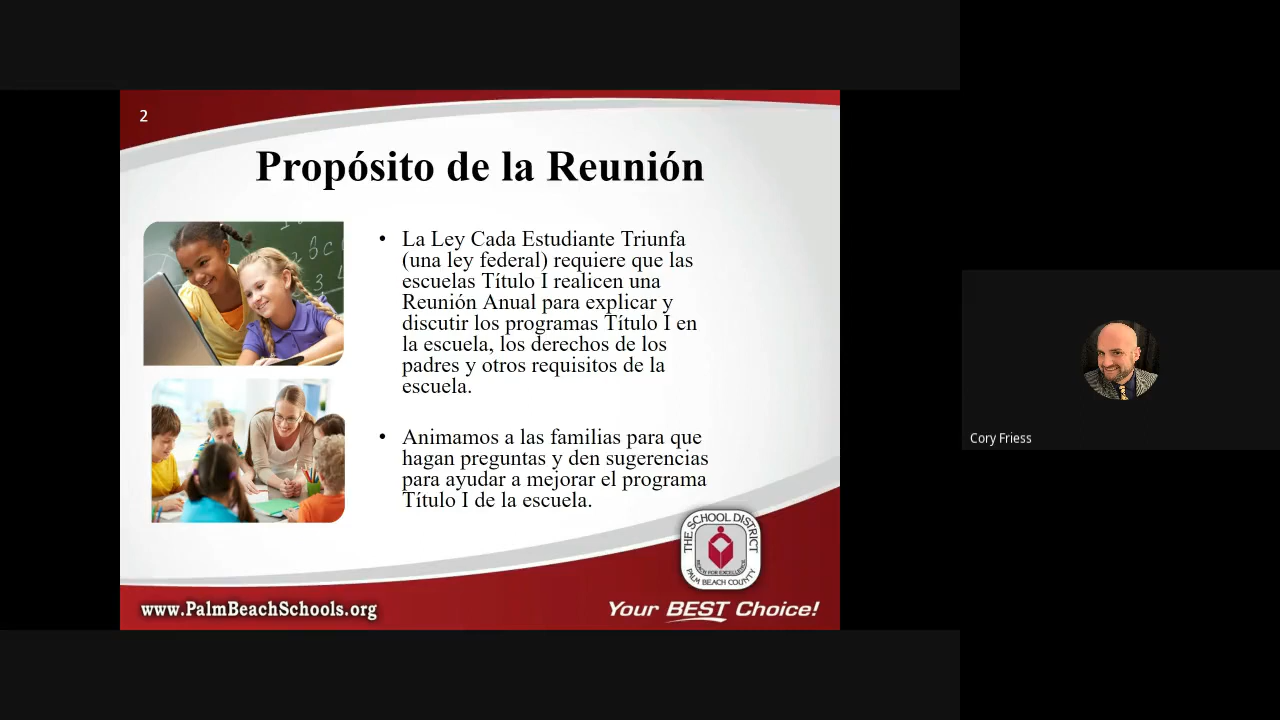 2
Propósito de la Reunión
• La Ley Cada Estudiante Triunfa
(una ley federal) requiere que las
escuelas Título I realicen una
Reunión Anual para explicar y
discutir los programas Título I en
la escuela, los derechos de los
padres y otros requisitos de la
escuela.
• Animamos a las familias para que
hagan preguntas y den sugerencias
para ayudar a mejorar el programa
Título I de la escuela.
THE SCHOOL DISTRICT
PALM BEACH COUNTY
www.PalmBeachSchools.org
Your BEST Choice!
Cory Friess